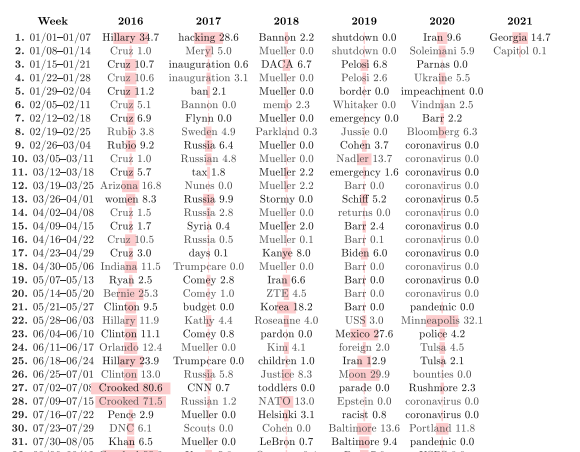 Week 2016 2017 2018 2019 2020 2021
1. 01/01–01/07 Hillary 34.7 hacking 28.6 Bannon 2.2 shutdown 0.0 Iran 9.6 Georgia 14.7
2. 01/08–01/14 Cruz 1.0 Meryl 5.0 Mueller 0.0 shutdown 0.0 Soleimani 5.9 Capitol 0.1
3. 01/15–01/21 Cruz 10.7 inauguration 0.6 DACA 6.7 Pelosi 6.8 Parnas 0.0
4. 01/22–01/28 Cruz 10.6 inauguration 3.1 Mueller 0.0 Pelosi 2.6 Ukraine 5.5
5. 01/29–02/04 Cruz 11.2 ban 2.1 Mueller 0.0 border 0.0 impeachment 0.0
6. 02/05–02/11 Cruz 5.1 Bannon 0.0 memo 2.3 Whitaker 0.0 Vindman 2.5
7. 02/12–02/18 Cruz 6.9 Flynn 0.0 Mueller 0.0 emergency 0.0 Barr 2.2
8. 02/19–02/25 Rubio 3.8 Sweden 4.9 Parkland 0.3 Jussie 0.0 Bloomberg 6.3
9. 02/26–03/04 Rubio 9.2 Russia 6.4 Mueller 0.0 Cohen 3.7 coronavirus 0.0
10. 03/05–03/11 Cruz 1.0 Russian 4.8 Mueller 0.0 Nadler 13.7 coronavirus 0.0
11. 03/12–03/18 Cruz 5.7 tax 1.8 Mueller 2.2 emergency 1.6 coronavirus 0.0
12. 03/19–03/25 Arizona 16.8 Nunes 0.0 Mueller 2.2 Barr 0.0 coronavirus 0.0
13. 03/26–04/01 women 8.3 Russia 9.9 Stormy 0.0 Schiff 5.2 coronavirus 0.5
14. 04/02–04/08 Cruz 1.5 Russia 2.8 Mueller 0.0 returns 0.0 coronavirus 0.0
15. 04/09–04/15 Cruz 1.7 Syria 0.4 Mueller 2.0 Barr 2.4 coronavirus 0.0
16. 04/16–04/22 Cruz 10.5 Russia 0.5 Mueller 0.1 Barr 0.1 coronavirus 0.0
17. 04/23–04/29 Cruz 3.0 days 0.1 Kanye 8.0 Biden 6.0 coronavirus 0.0
18. 04/30–05/06 Indiana 11.5 Trumpcare 0.0 Mueller 0.0 Barr 0.0 coronavirus 0.0
19. 05/07–05/13 Ryan 2.5 Comey 2.8 Iran 6.6 Barr 0.0 coronavirus 0.0
20. 05/14–05/20 Bernie 25.3 Comey 1.0 ZTE 4.5 Barr 0.0 coronavirus 0.0
21. 05/21–05/27 Clinton 9.5 budget 0.0 Korea 18.2 Barr 0.0 pandemic 0.0
22. 05/28–06/03 Hillary 11.9 Kathy 4.4 Roseanne 4.0 USS 3.0 Minneapolis 32.1
23. 06/04–06/10 Clinton 11.1 Comey 0.8 pardon 0.0 Mexico 27.6 police 4.2
24. 06/11–06/17 Orlando 12.4 Mueller 0.0 Kim 4.1 foreign 2.0 Tulsa 4.5
25. 06/18–06/24 Hillary 23.9 Trumpcare 0.0 children 1.0 Iran 12.9 Tulsa 2.1
26. 06/25–07/01 Clinton 13.0 Russia 5.8 Justice 8.3 Moon 29.9 bounties 0.0
27. 07/02–07/08 Crooked 80.6 CNN 0.7 toddlers 0.0 parade 0.0 Rushmore 2.3
28. 07/09–07/15 Crooked 71.5 Russian 1.2 NATO 13.0 Epstein 0.0 coronavirus 0.0
29. 07/16–07/22 Pence 2.9 Mueller 0.0 Helsinki 3.1 racist 0.8 coronavirus 0.0
30. 07/23–07/29 DNC 6.1 Scouts 0.0 Cohen 0.0 Baltimore 13.6 Portland 11.8
31. 07/30–08/05 Khan 6.5 Mueller 0.0 LeBron 0.7 Baltimore 9.4 pandemic 0.0